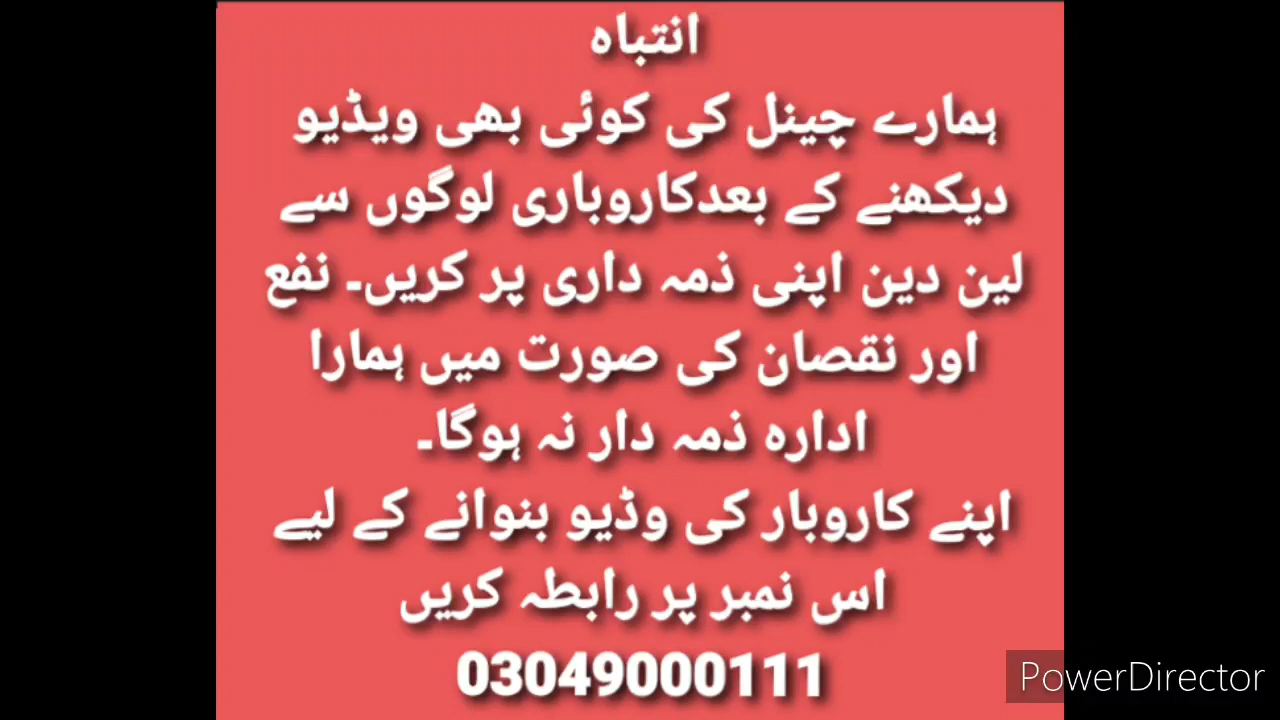 انتباہ
ہمارے چینل کی کوئی بھی ویڈیو
دیکھنے کے بعدکاروباری لوگوں سے
لین دین اپنی ذمہ داری پر کریں۔ نفع
اور نقصان کی صورت میں ہمارا
ادارہ ذمہ دار نہ ہوگا۔
اپنے کاروبار کی وڈیو بنوانے کے لیے
اس نمبر پر رابطہ کریں
03049000111
PowerDirector